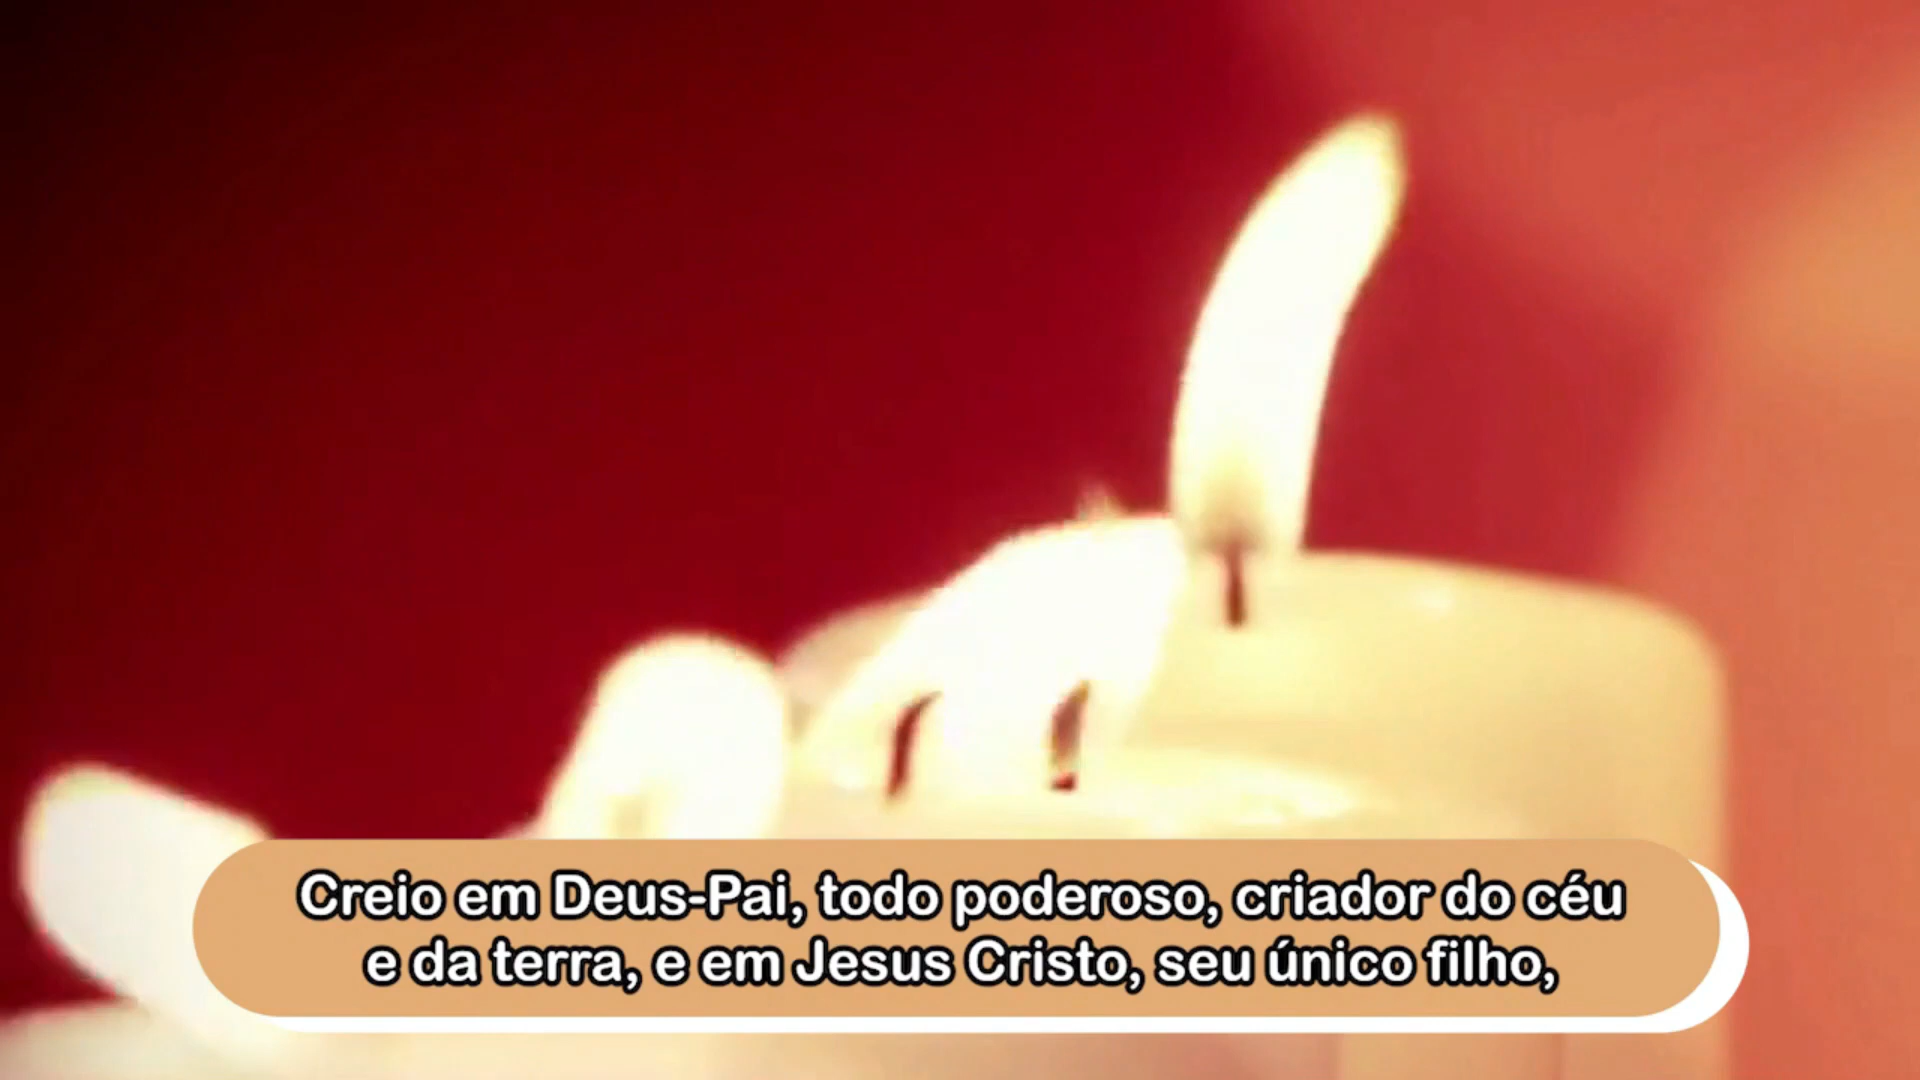 Creio em Deus-Pai, todo poderoso, criador do céu
e da terra, e em Jesus Cristo, seu único filho,